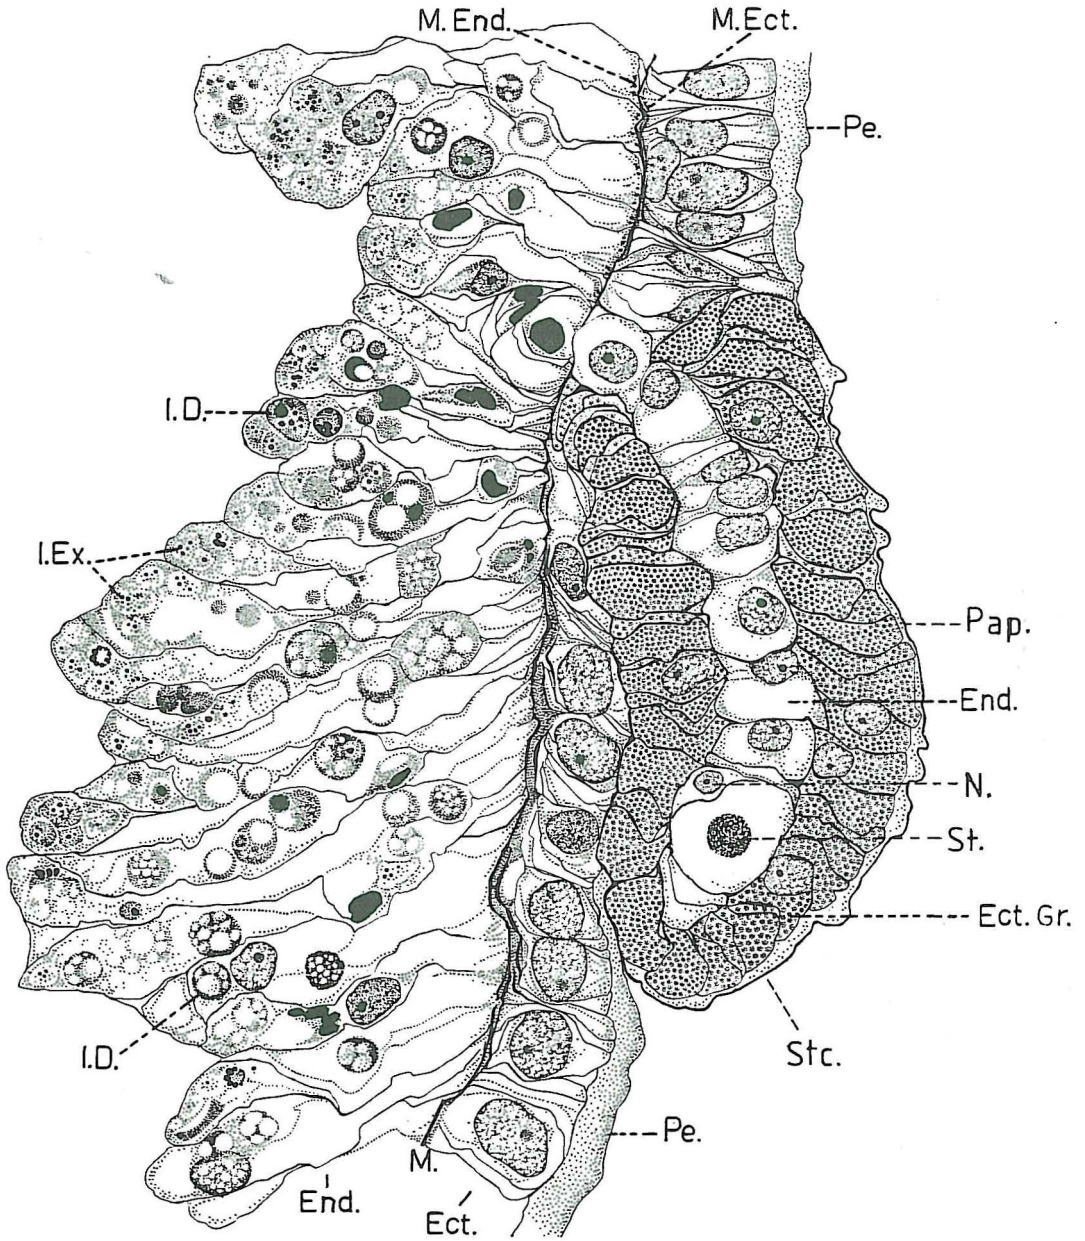 M.End.
M.Ect.
Pe.
I.D.
I.Ex.
Pap.
End.
N.
St.
Ect.Gr.
I.D.
Stc.
Pe.
M.
End.
Ect.